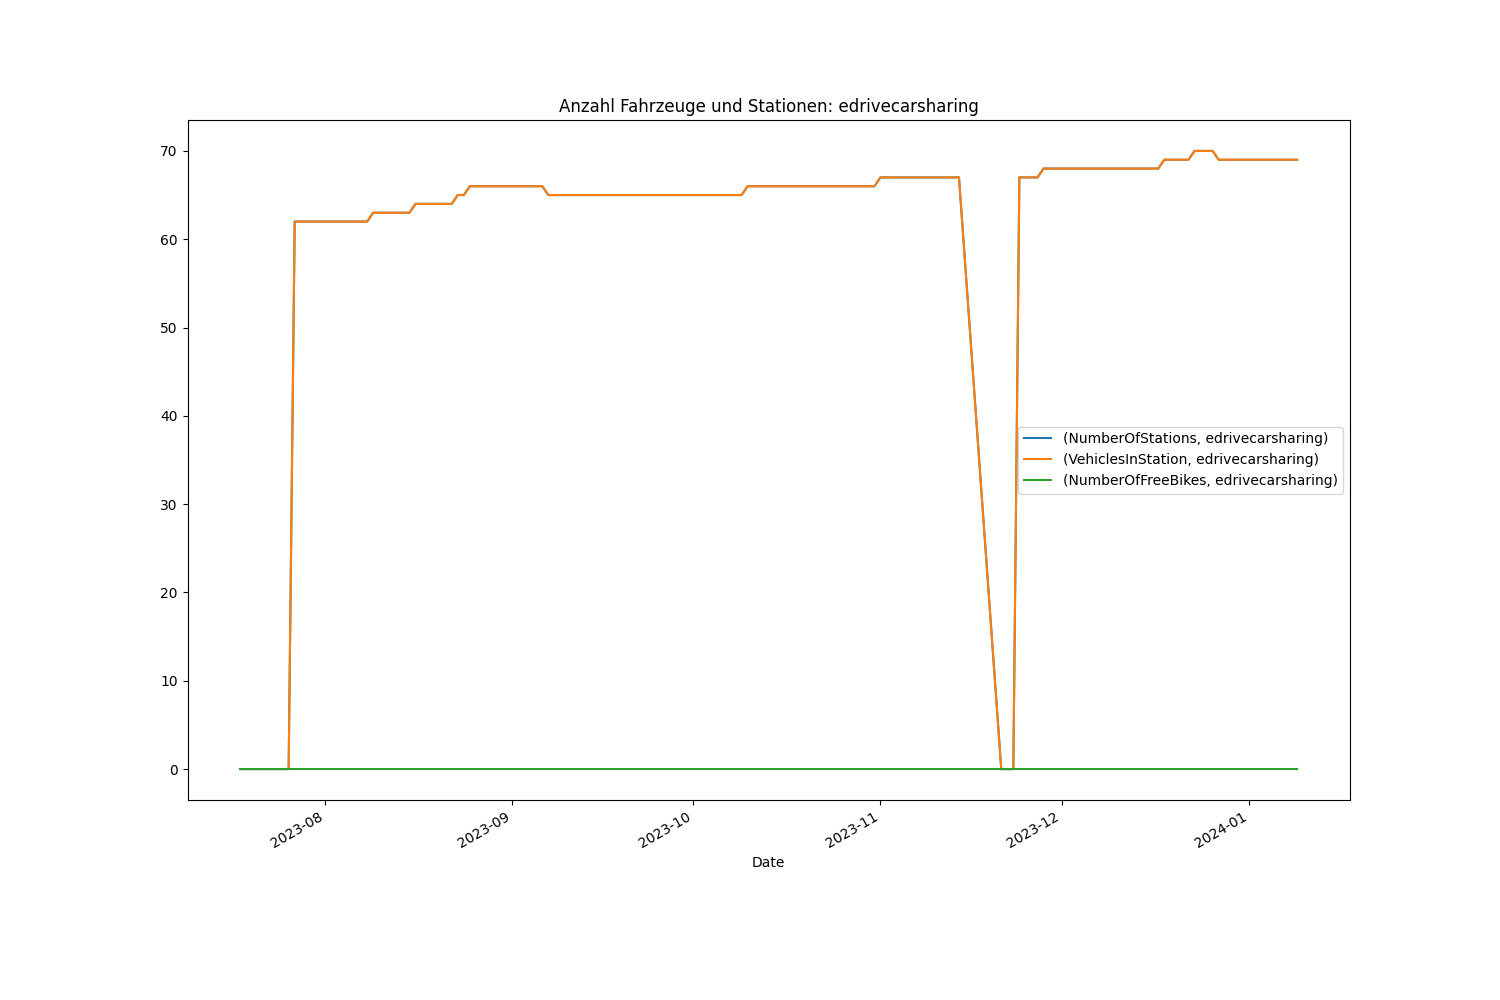 Anzahl Fahrzeuge und Stationen: edrivecarsharing
70
60
50
40
30
20
10
0
(NumberOfStations, edrivecarsharing)
(VehiclesInStation, edrivecarsharing)
(NumberOfFreeBikes, edrivecarsharing)
2023-08
2023-09
2023-10
2023-11
2023-12
2024-01
Date